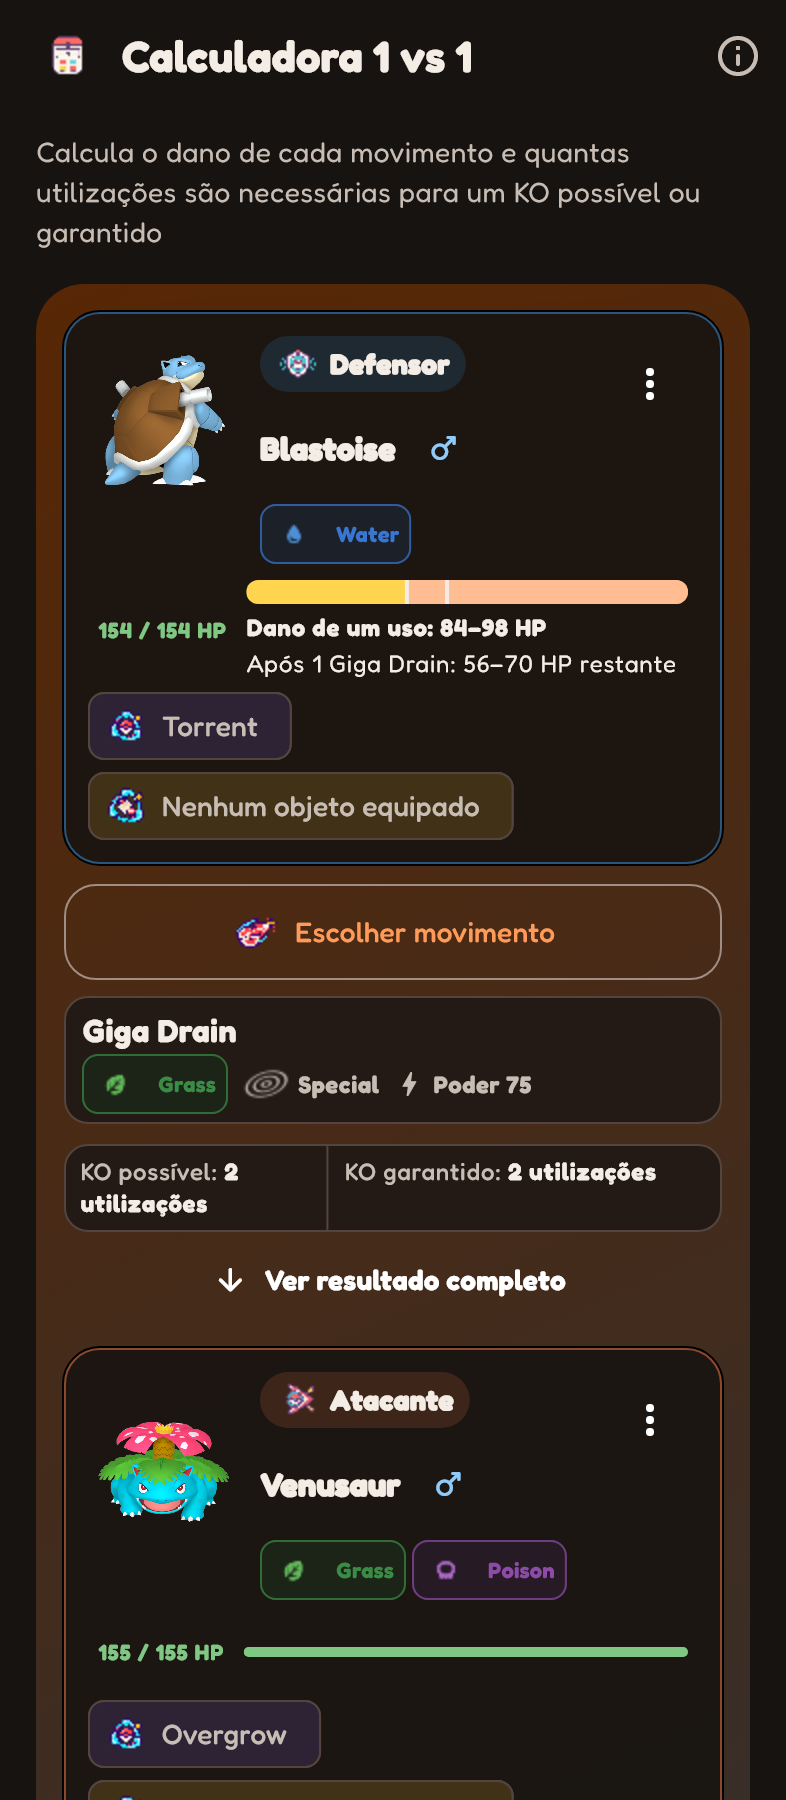 Calculadora 1 vs 1
Calcula o dano de cada movimento e quantas
utilizações são necessárias para um KO possível ou
garantido
Defensor
Blastoise ♂
Water
154 / 154 HP
Dano de um uso: 84–98 HP
Após 1 Giga Drain: 56–70 HP restante
Torrent
Nenhum objeto equipado
Escolher movimento
Giga Drain
Grass Special Poder 75
KO possível: 2
utilizações
KO garantido: 2 utilizações
Ver resultado completo
Atacante
Venusaur ♂
Grass Poison
155 / 155 HP
Overgrow